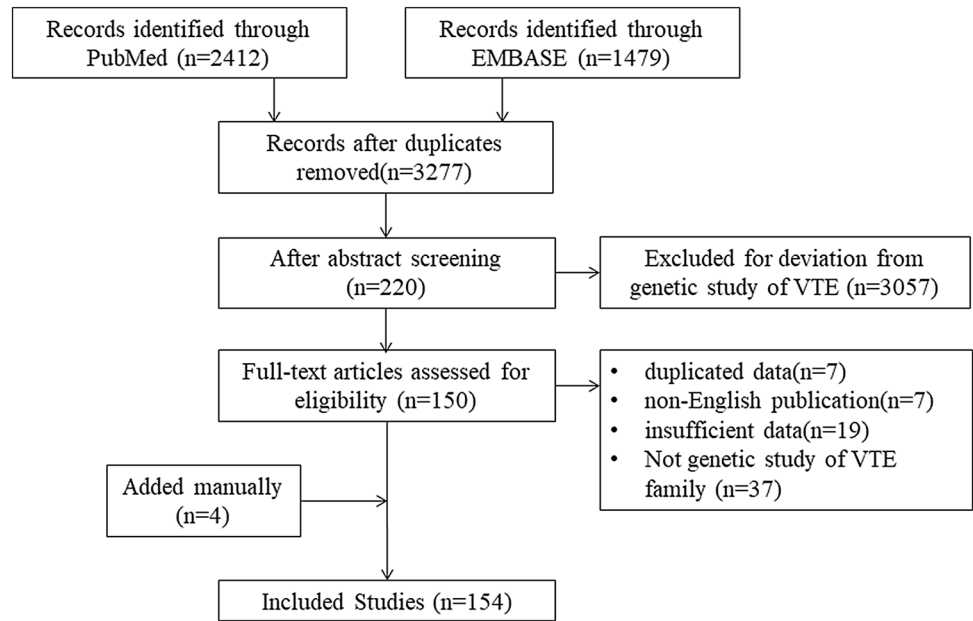 Records identified through
PubMed (n=2412)
Records identified through
EMBASE (n=1479)
Records after duplicates
removed(n=3277)
After abstract screening
(n=220)
Excluded for deviation from
genetic study of VTE (n=3057)
Full-text articles assessed for
eligibility (n=150)
• duplicated data(n=7)
• non-English publication(n=7)
• insufficient data(n=19)
• Not genetic study of VTE
family (n=37)
Added manually
(n=4)
Included Studies (n=154)